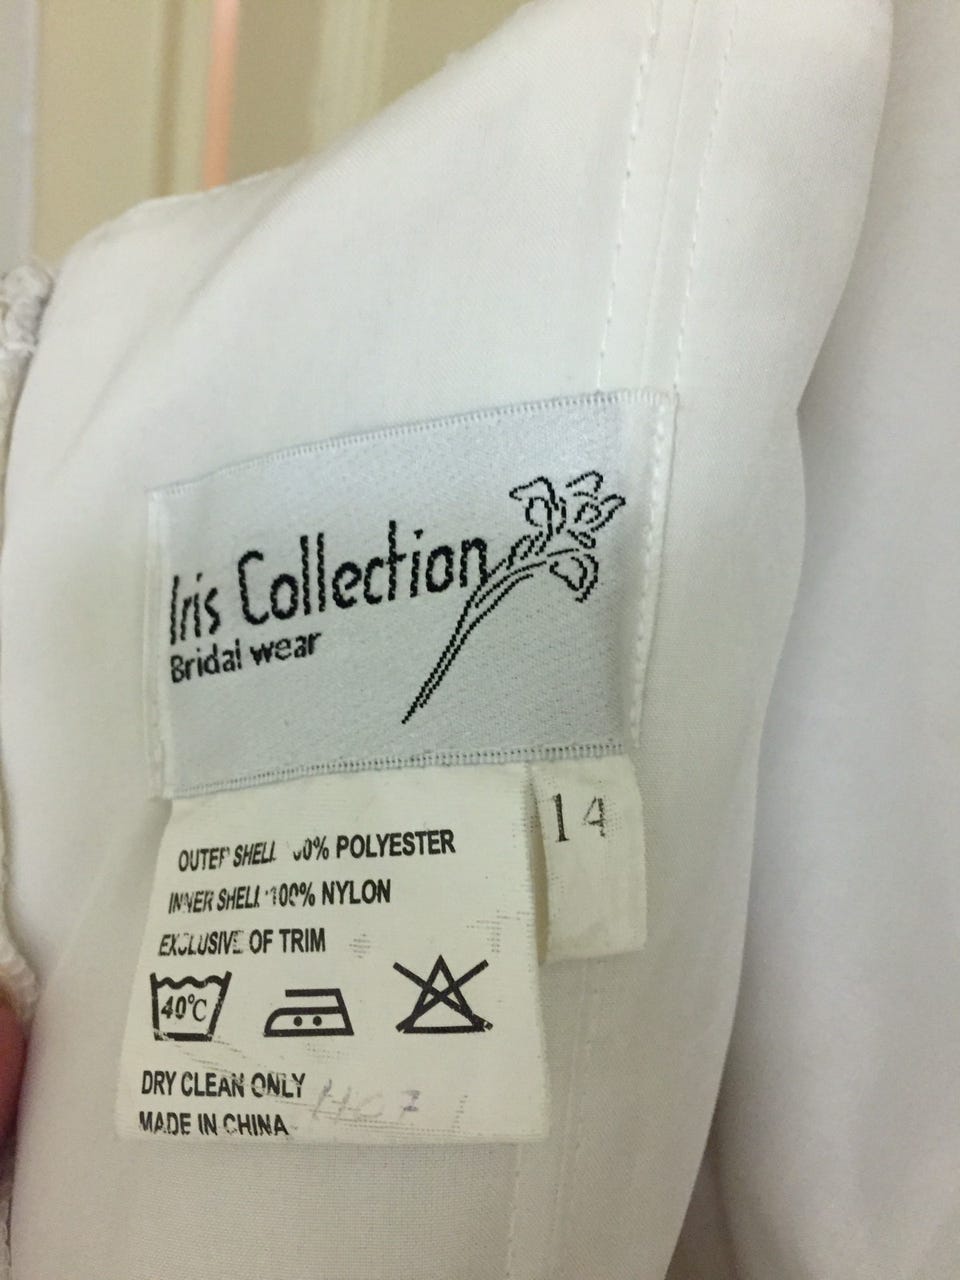 Iris Collection
Bridal wear
14
OUTER SHELL 100% POLYESTER
INNER SHELL 100% NYLON
EXCLUSIVE OF TRIM
40°C
DRY CLEAN ONLY
MADE IN CHINA